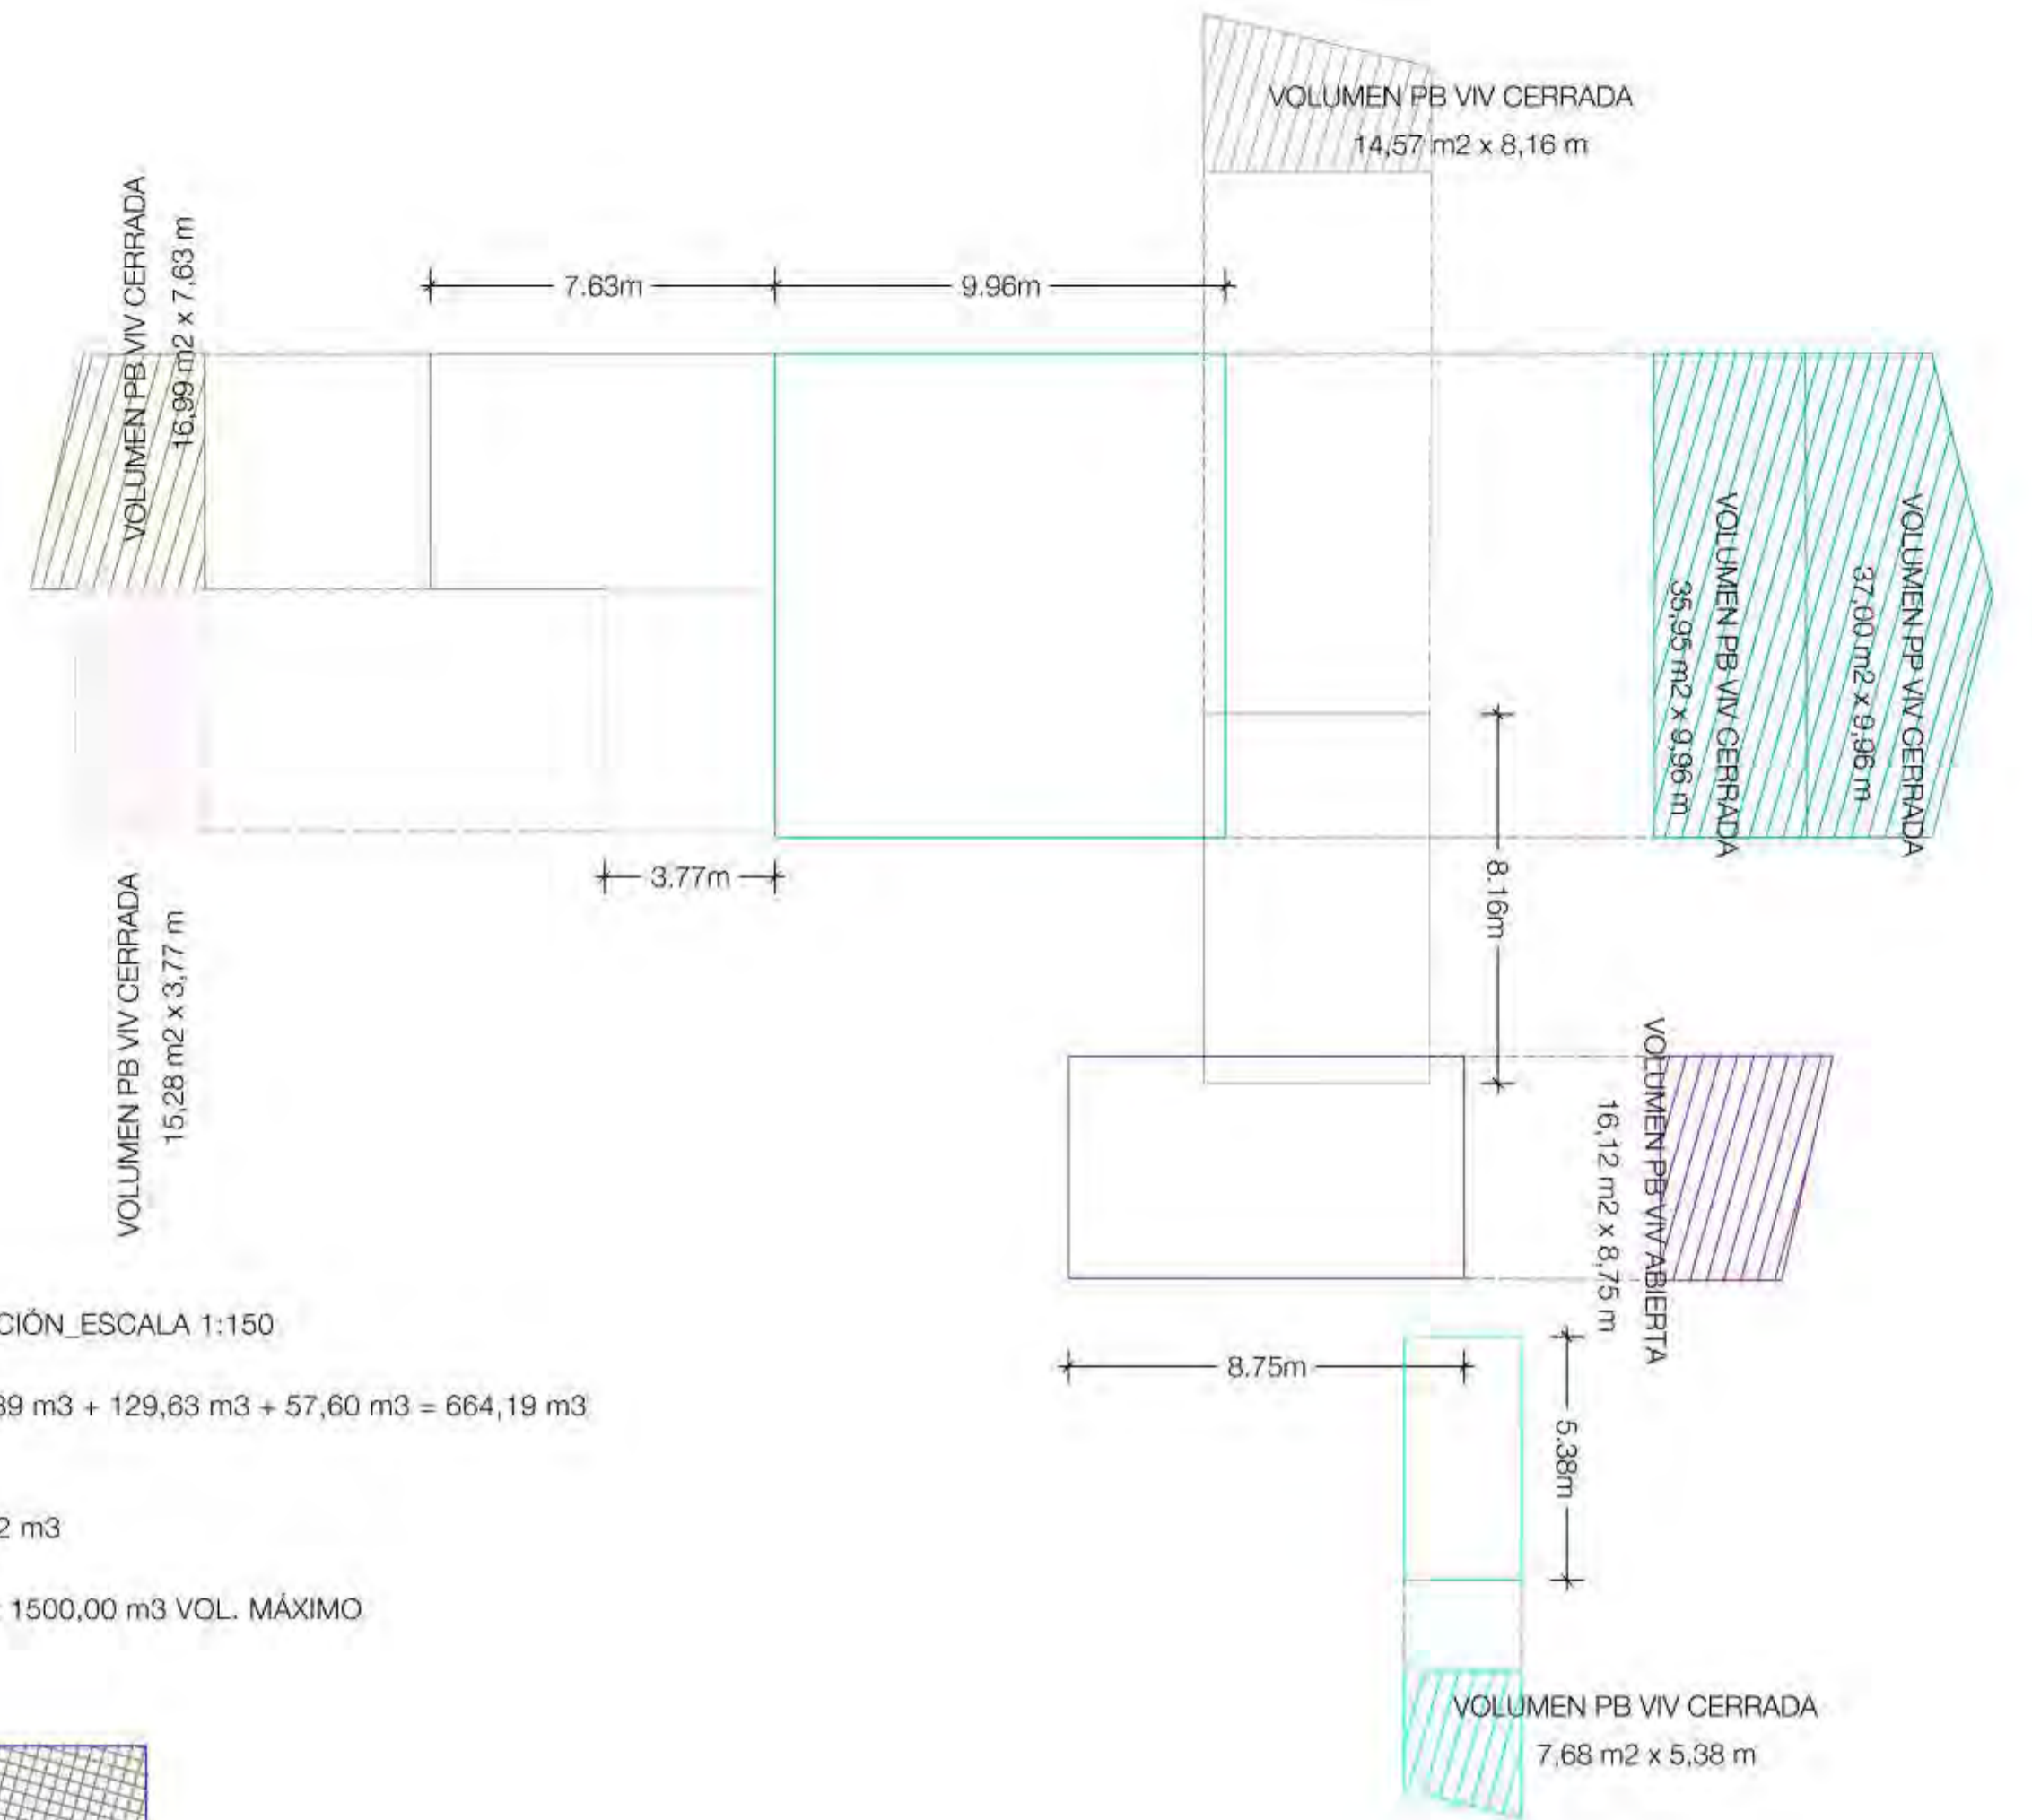 VOLUMEN PB VIV CERRADA
14,57 m2 x 8,16 m
VOLUMEN PB VIV CERRADA
16,99 m2 x 7,63 m
7.63m
9.96m
VOLUMEN PP VIV CERRADA
37,00 m2 x 9,96 m
VOLUMEN PB VIV CERRADA
35,95 m2 x 9,96 m
3.77m
8.16m
VOLUMEN PB VIV CERRADA
15,28 m2 x 3,77 m
VOLUMEN PB VIV ABIERTA
16,12 m2 x 8,75 m
CIÓN_ESCALA 1:150
8.75m
39 m3 + 129,63 m3 + 57,60 m3 = 664,19 m3
5.38m
2 m3
1500,00 m3 VOL. MÁXIMO
VOLUMEN PB VIV CERRADA
7,68 m2 x 5,38 m